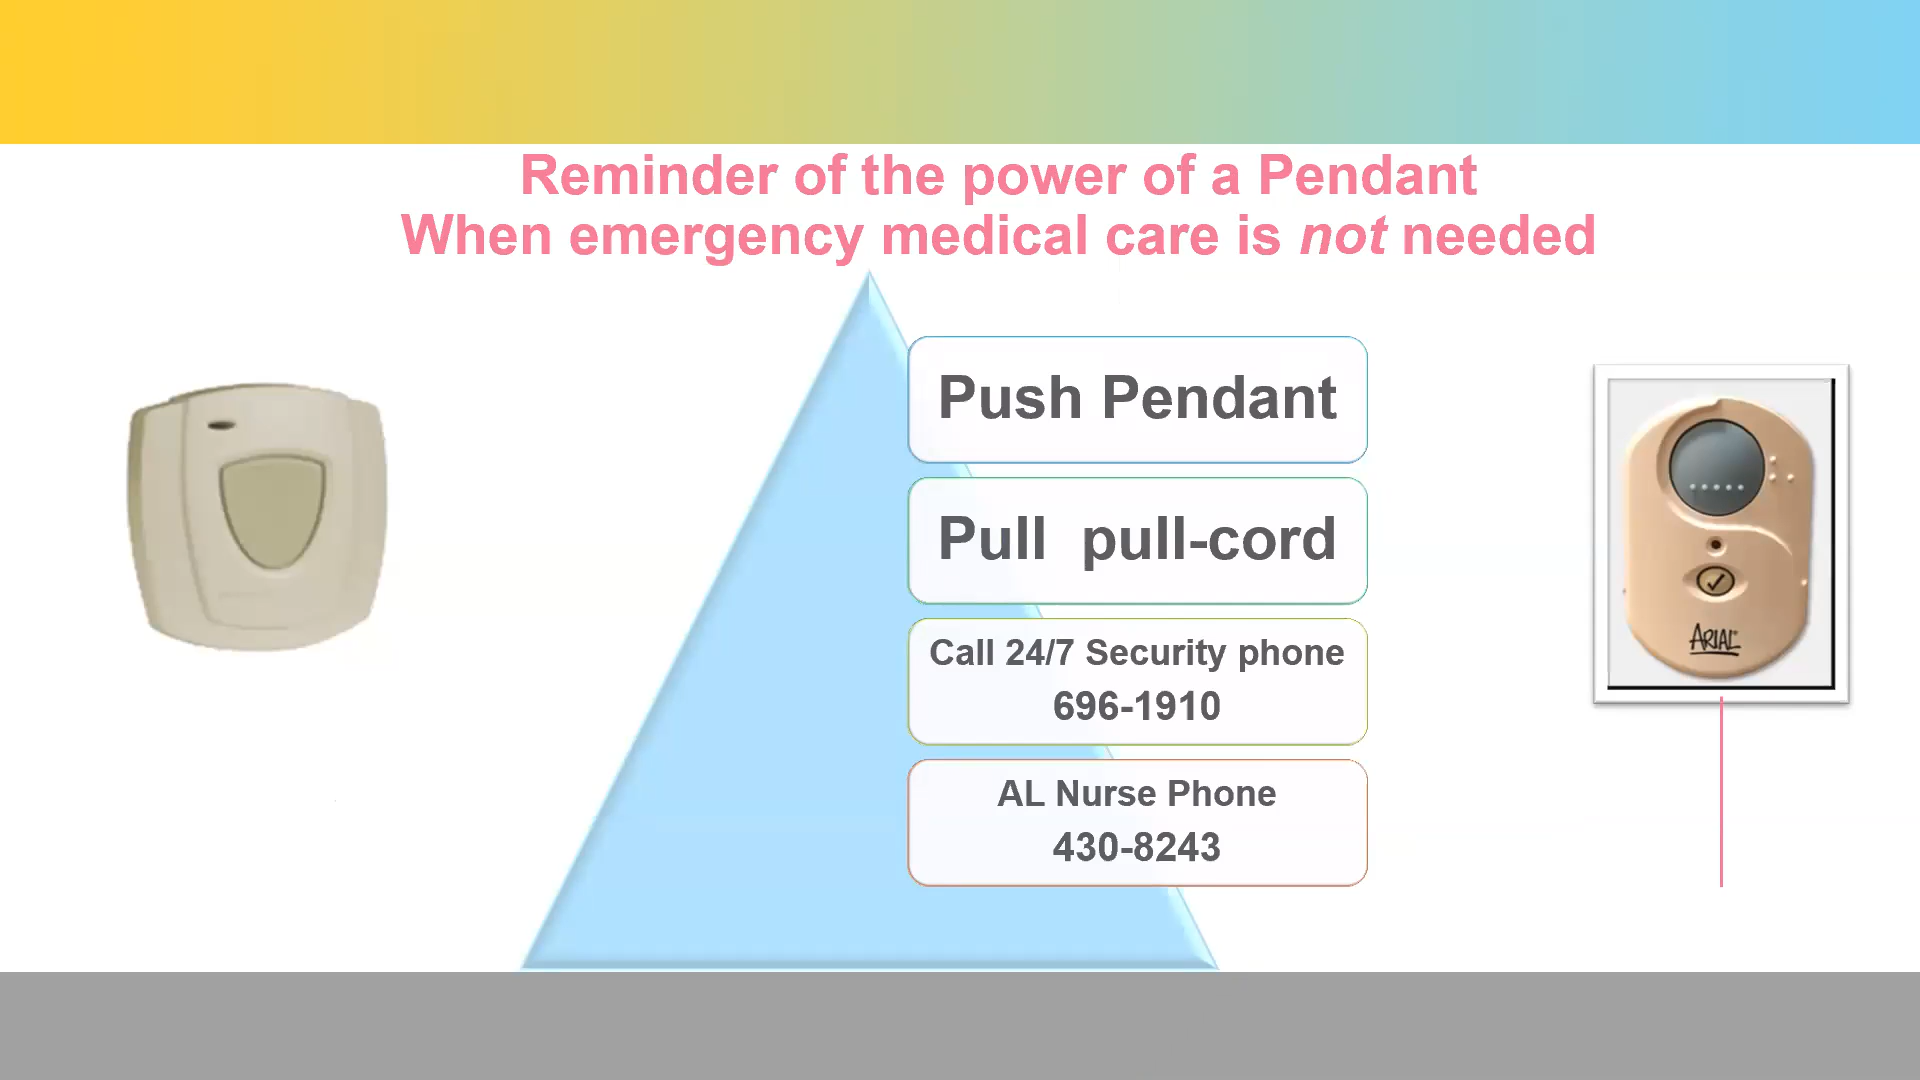 Reminder of the power of a Pendant
When emergency medical care is not needed
Push Pendant
Pull pull-cord
Call 24/7 Security phone
696-1910
AL Nurse Phone
430-8243
ARIAL